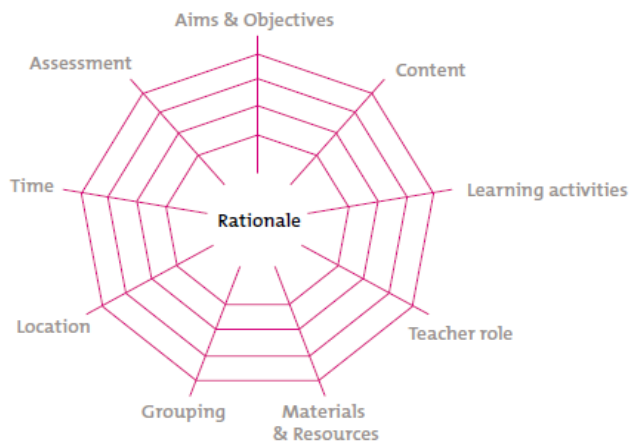 Aims & Objectives
Assessment
Content
Time
Learning activities
Rationale
Location
Teacher role
Grouping
Materials
& Resources